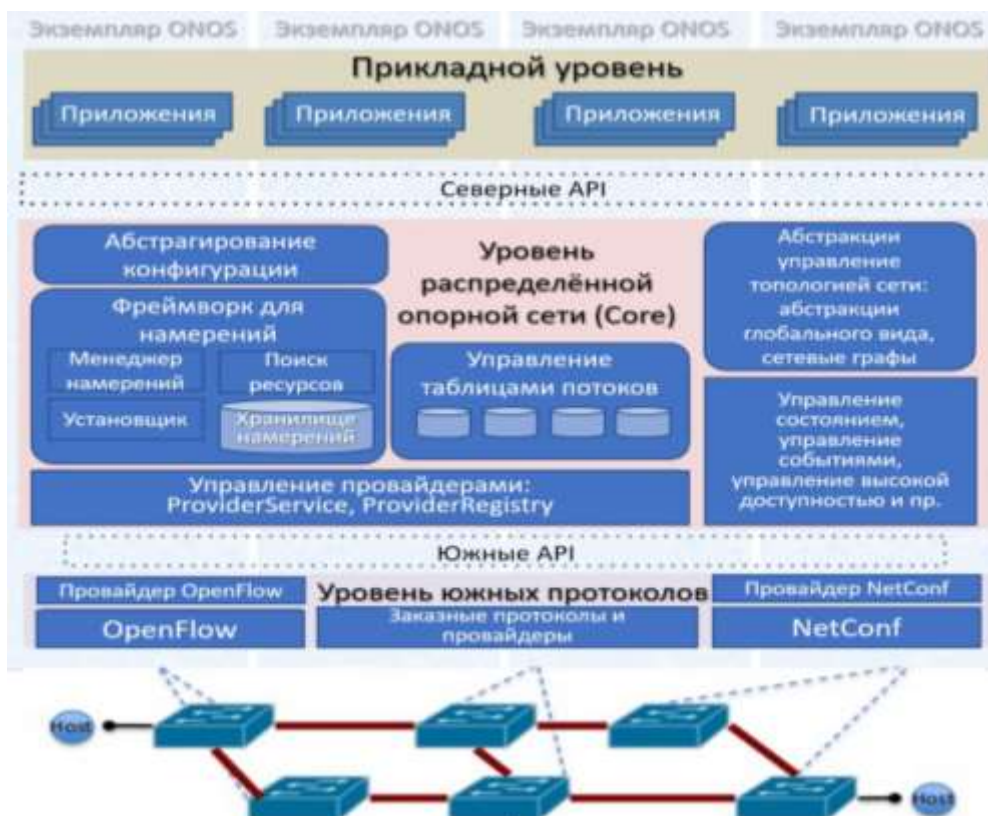 Экземпляр ONOS Экземпляр ONOS Экземпляр ONOS Экземпляр ONOS
Прикладной уровень
Приложения Приложения Приложения Приложения
Северные API
Абстрагирование
конфигурации
Фреймворк для
намерений
Менеджер
намерений
Поиск
ресурсов
Установщик
Хранилище
намерений
Уровень
распределённой
опорной сети (Core)
Управление
таблицами потоков
Абстракции
управление
топологией сети:
абстракции
глобального вида,
сетевые графы
Управление
состоянием,
управление
событиями,
управление высокой
доступностью и пр.
Управление провайдерами:
ProviderService, ProviderRegistry
Южные API
Провайдер OpenFlow
OpenFlow
Уровень южных протоколов
Заказные протоколы и
провайдеры
Провайдер NetConf
NetConf
Host
Host